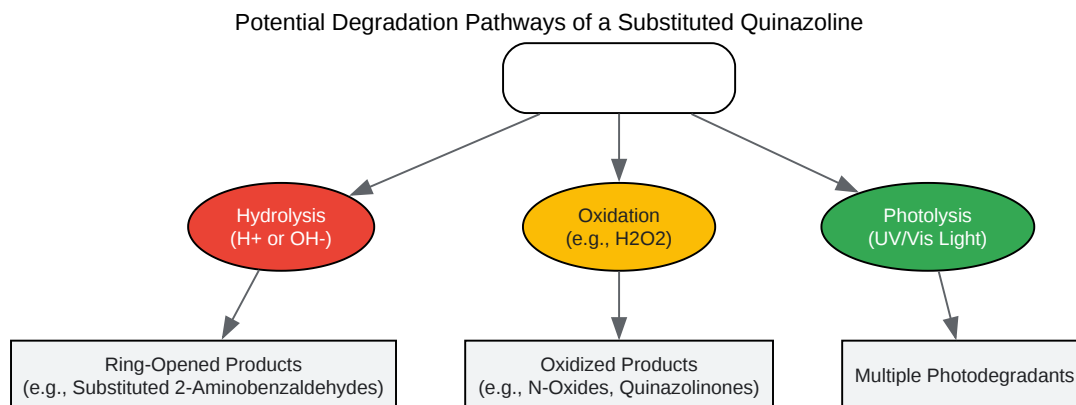 Potential Degradation Pathways of a Substituted Quinazoline
Hydrolysis
(H+ or OH-)
Oxidation
(e.g., H2O2)
Photolysis
(UV/Vis Light)
Ring-Opened Products
(e.g., Substituted 2-Aminobenzaldehydes)
Oxidized Products
(e.g., N-Oxides, Quinazolinones)
Multiple Photodegradants